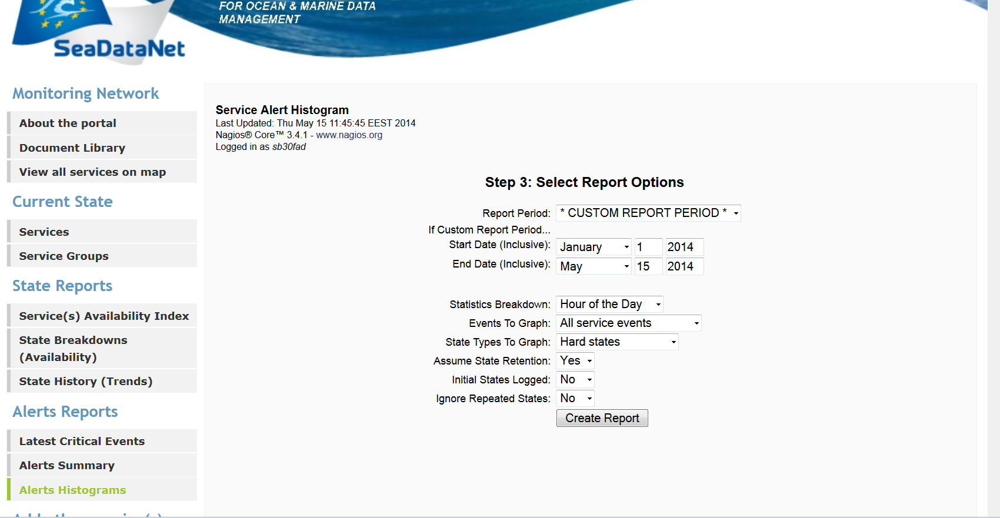 FOR OCEAN & MARINE DATA
MANAGEMENT
SeaDataNet
Monitoring Network
About the portal
Document Library
View all services on map
Current State
Services
Service Groups
State Reports
Service(s) Availability Index
State Breakdowns
(Availability)
State History (Trends)
Alerts Reports
Latest Critical Events
Alerts Summary
Alerts Histograms
Service Alert Histogram
Last Updated: Thu May 15 11:45:45 EEST 2014
Nagios® Core™ 3.4.1 - www.nagios.org
Logged in as sb30fad
Step 3: Select Report Options
Report Period: * CUSTOM REPORT PERIOD *
If Custom Report Period...
Start Date (Inclusive): January 1 2014
End Date (Inclusive): May 15 2014
Statistics Breakdown: Hour of the Day
Events To Graph: All service events
State Types To Graph: Hard states
Assume State Retention: Yes
Initial States Logged: No
Ignore Repeated States: No
Create Report